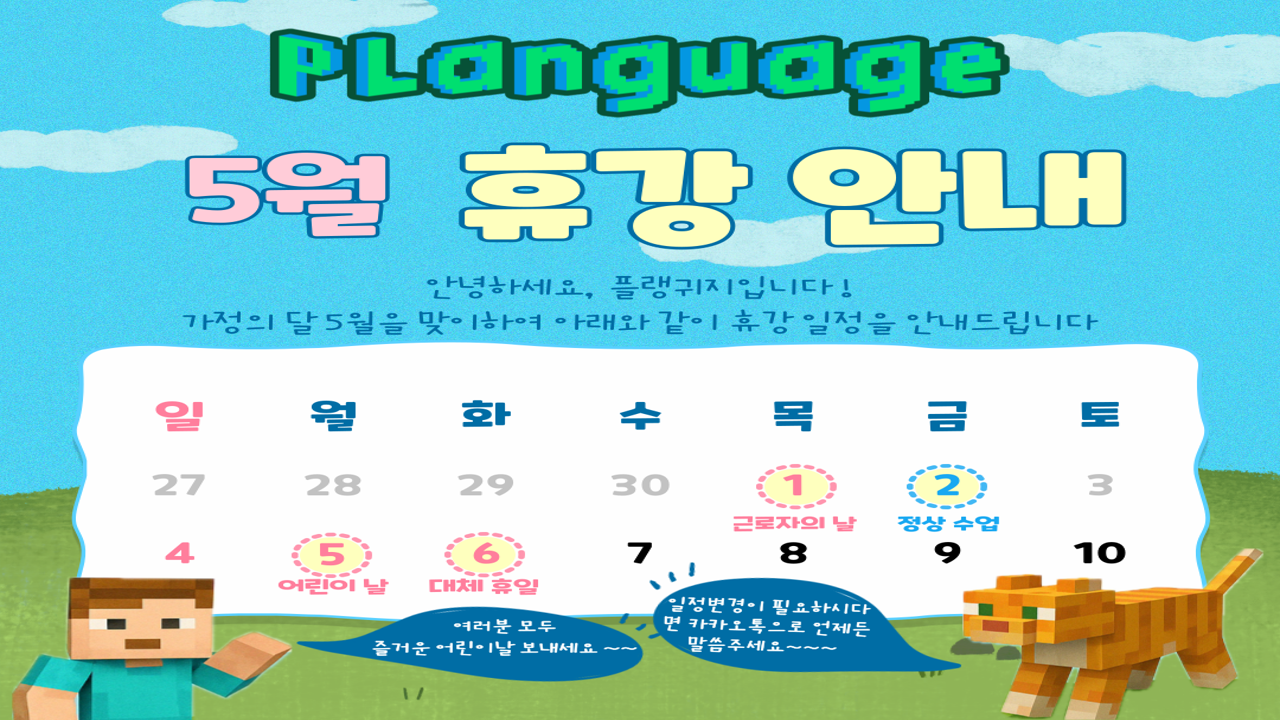 PLanguage
5월 휴강 안내
안녕하세요, 플랭귀지입니다!
가정의 달 5월을 맞이하여 아래와 같이 휴강 일정을 안내드립니다
일 월 화 수 목 금 토
27 28 29 30 1 2 3
근로자의 날 정상 수업
4 5 6 7 8 9 10
어린이 날 대체 휴일
여러분 모두
즐거운 어린이날 보내세요 ~~
일정변경이 필요하시다
면 카카오톡으로 언제든
말씀주세요~~~